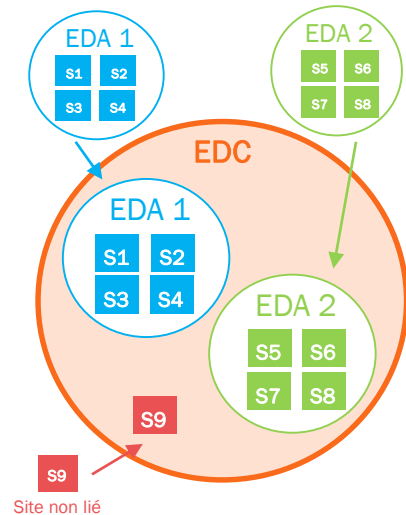 EDA 1
S1 S2
S3 S4
EDA 2
S5 S6
S7 S8
EDC
EDA 1
S1 S2
S3 S4
EDA 2
S5 S6
S7 S8
S9
S9
Site non lié